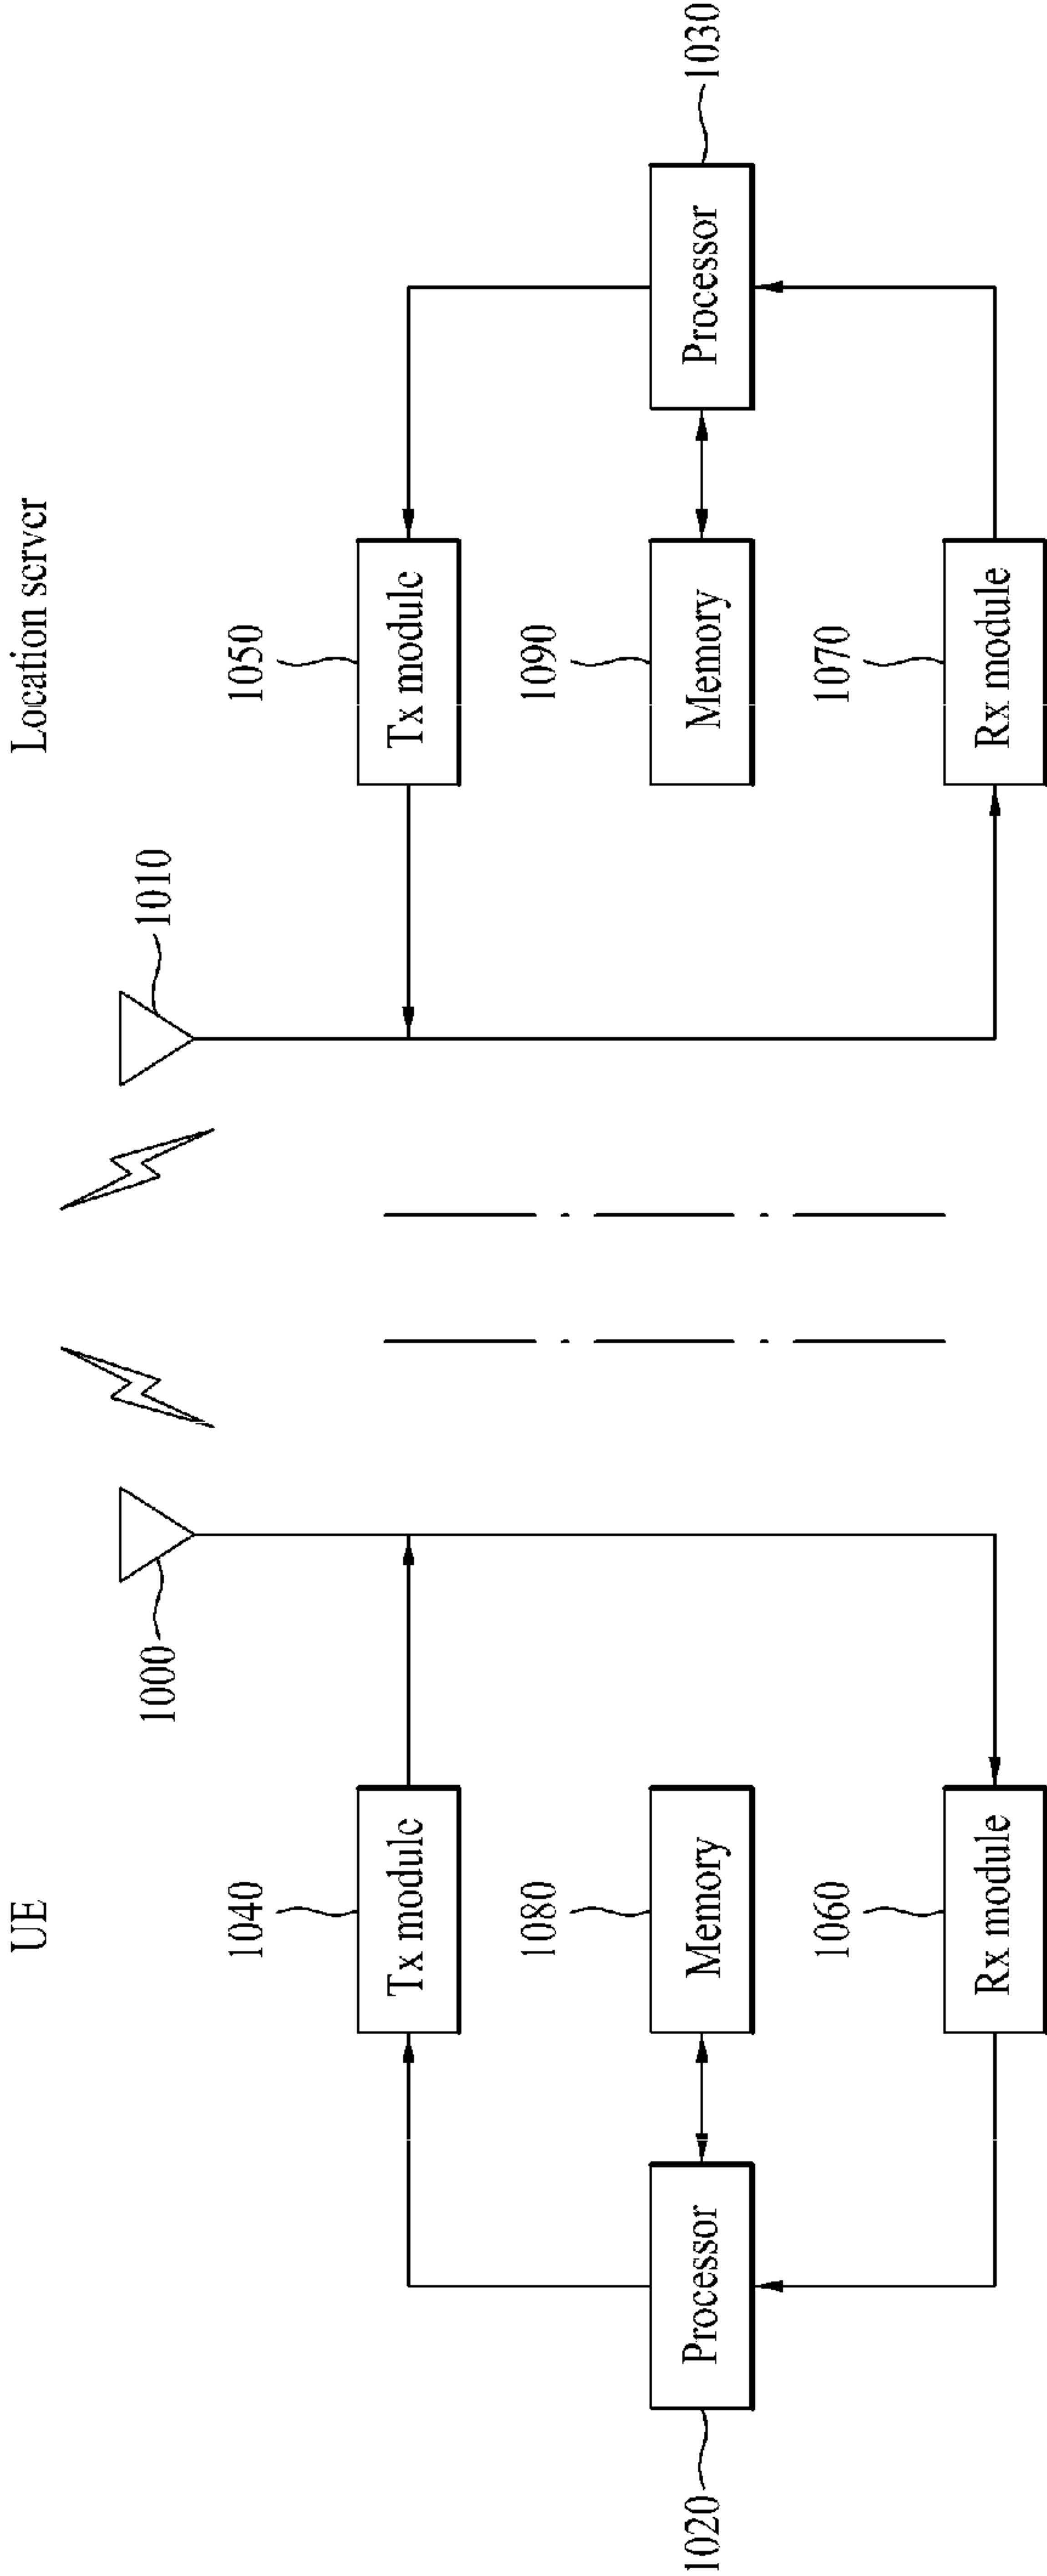 UE
Location server
1000
1010
1040
Tx module
1050
Tx module
1080
Memory
1090
Memory
Processor
1020
Processor
1030
1060
Rx module
1070
Rx module